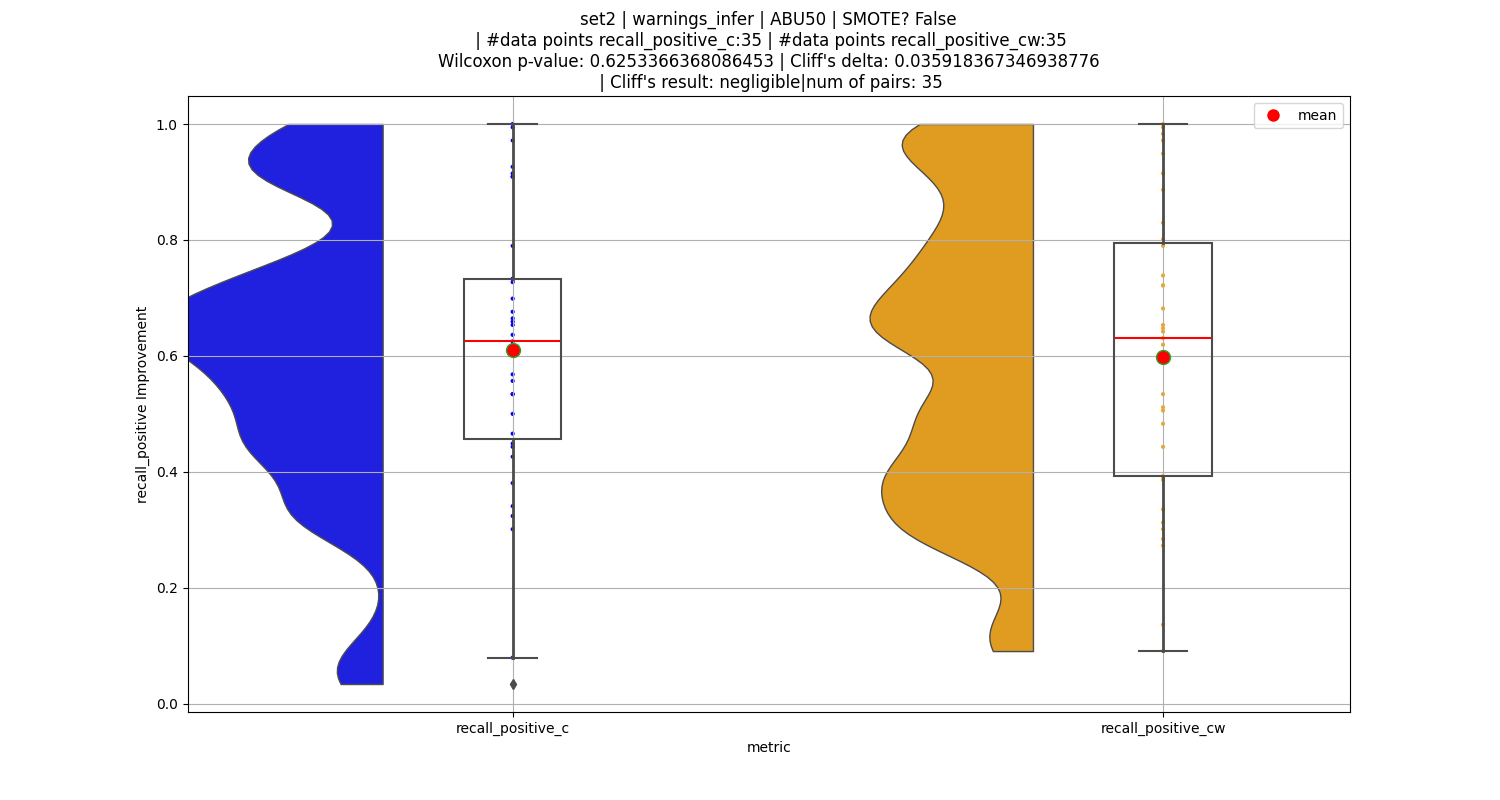 set2 | warnings_infer | ABU50 | SMOTE? False
| #data points recall_positive_c:35 | #data points recall_positive_cw:35
Wilcoxon p-value: 0.6253366368086453 | Cliff's delta: 0.035918367346938776
| Cliff's result: negligible|num of pairs: 35
mean
1.0
0.8
0.6
0.4
0.2
0.0
recall_positive Improvement
recall_positive_c
recall_positive_cw
metric